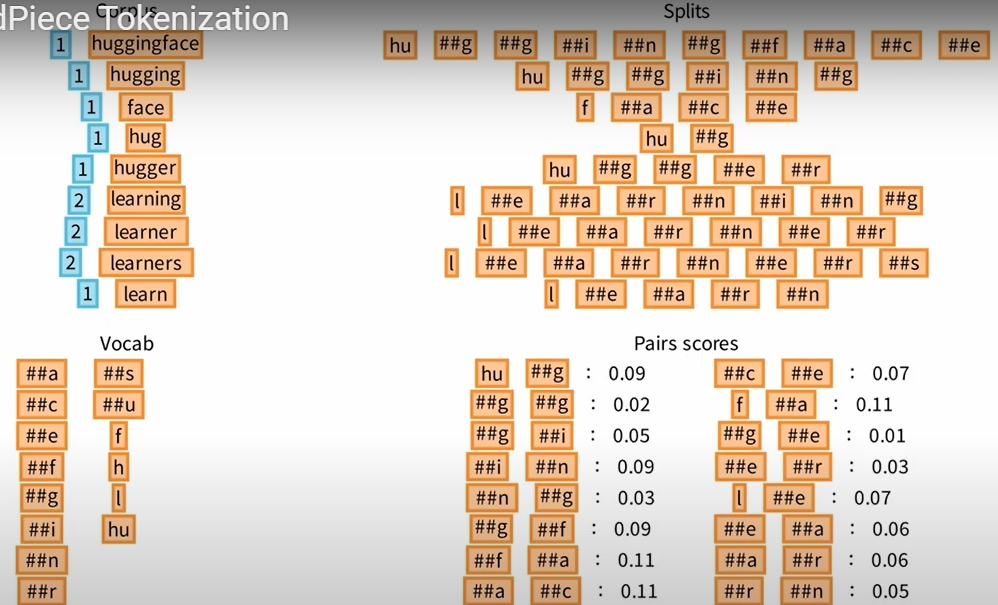 Corpus
dPiece Tokenization
Splits
1 huggingface
hu ##g ##g ##i ##n ##g ##f ##a ##c ##e
1 hugging
hu ##g ##g ##i ##n ##g
1 face
f ##a ##c ##e
1 hug
hu ##g
1 hugger
hu ##g ##g ##e ##r
2 learning
l ##e ##a ##r ##n ##i ##n ##g
2 learner
l ##e ##a ##r ##n ##e ##r
2 learners
l ##e ##a ##r ##n ##e ##r ##s
1 learn
l ##e ##a ##r ##n
Vocab
##a ##s
##c ##u
##e f
##f h
##g l
##i hu
##n
##r
Pairs scores
hu ##g : 0.09
##g ##g : 0.02
##g ##i : 0.05
##i ##n : 0.09
##n ##g : 0.03
##g ##f : 0.09
##f ##a : 0.11
##a ##c : 0.11
##c ##e : 0.07
f ##a : 0.11
##g ##e : 0.01
##e ##r : 0.03
l ##e : 0.07
##e ##a : 0.06
##a ##r : 0.06
##r ##n : 0.05